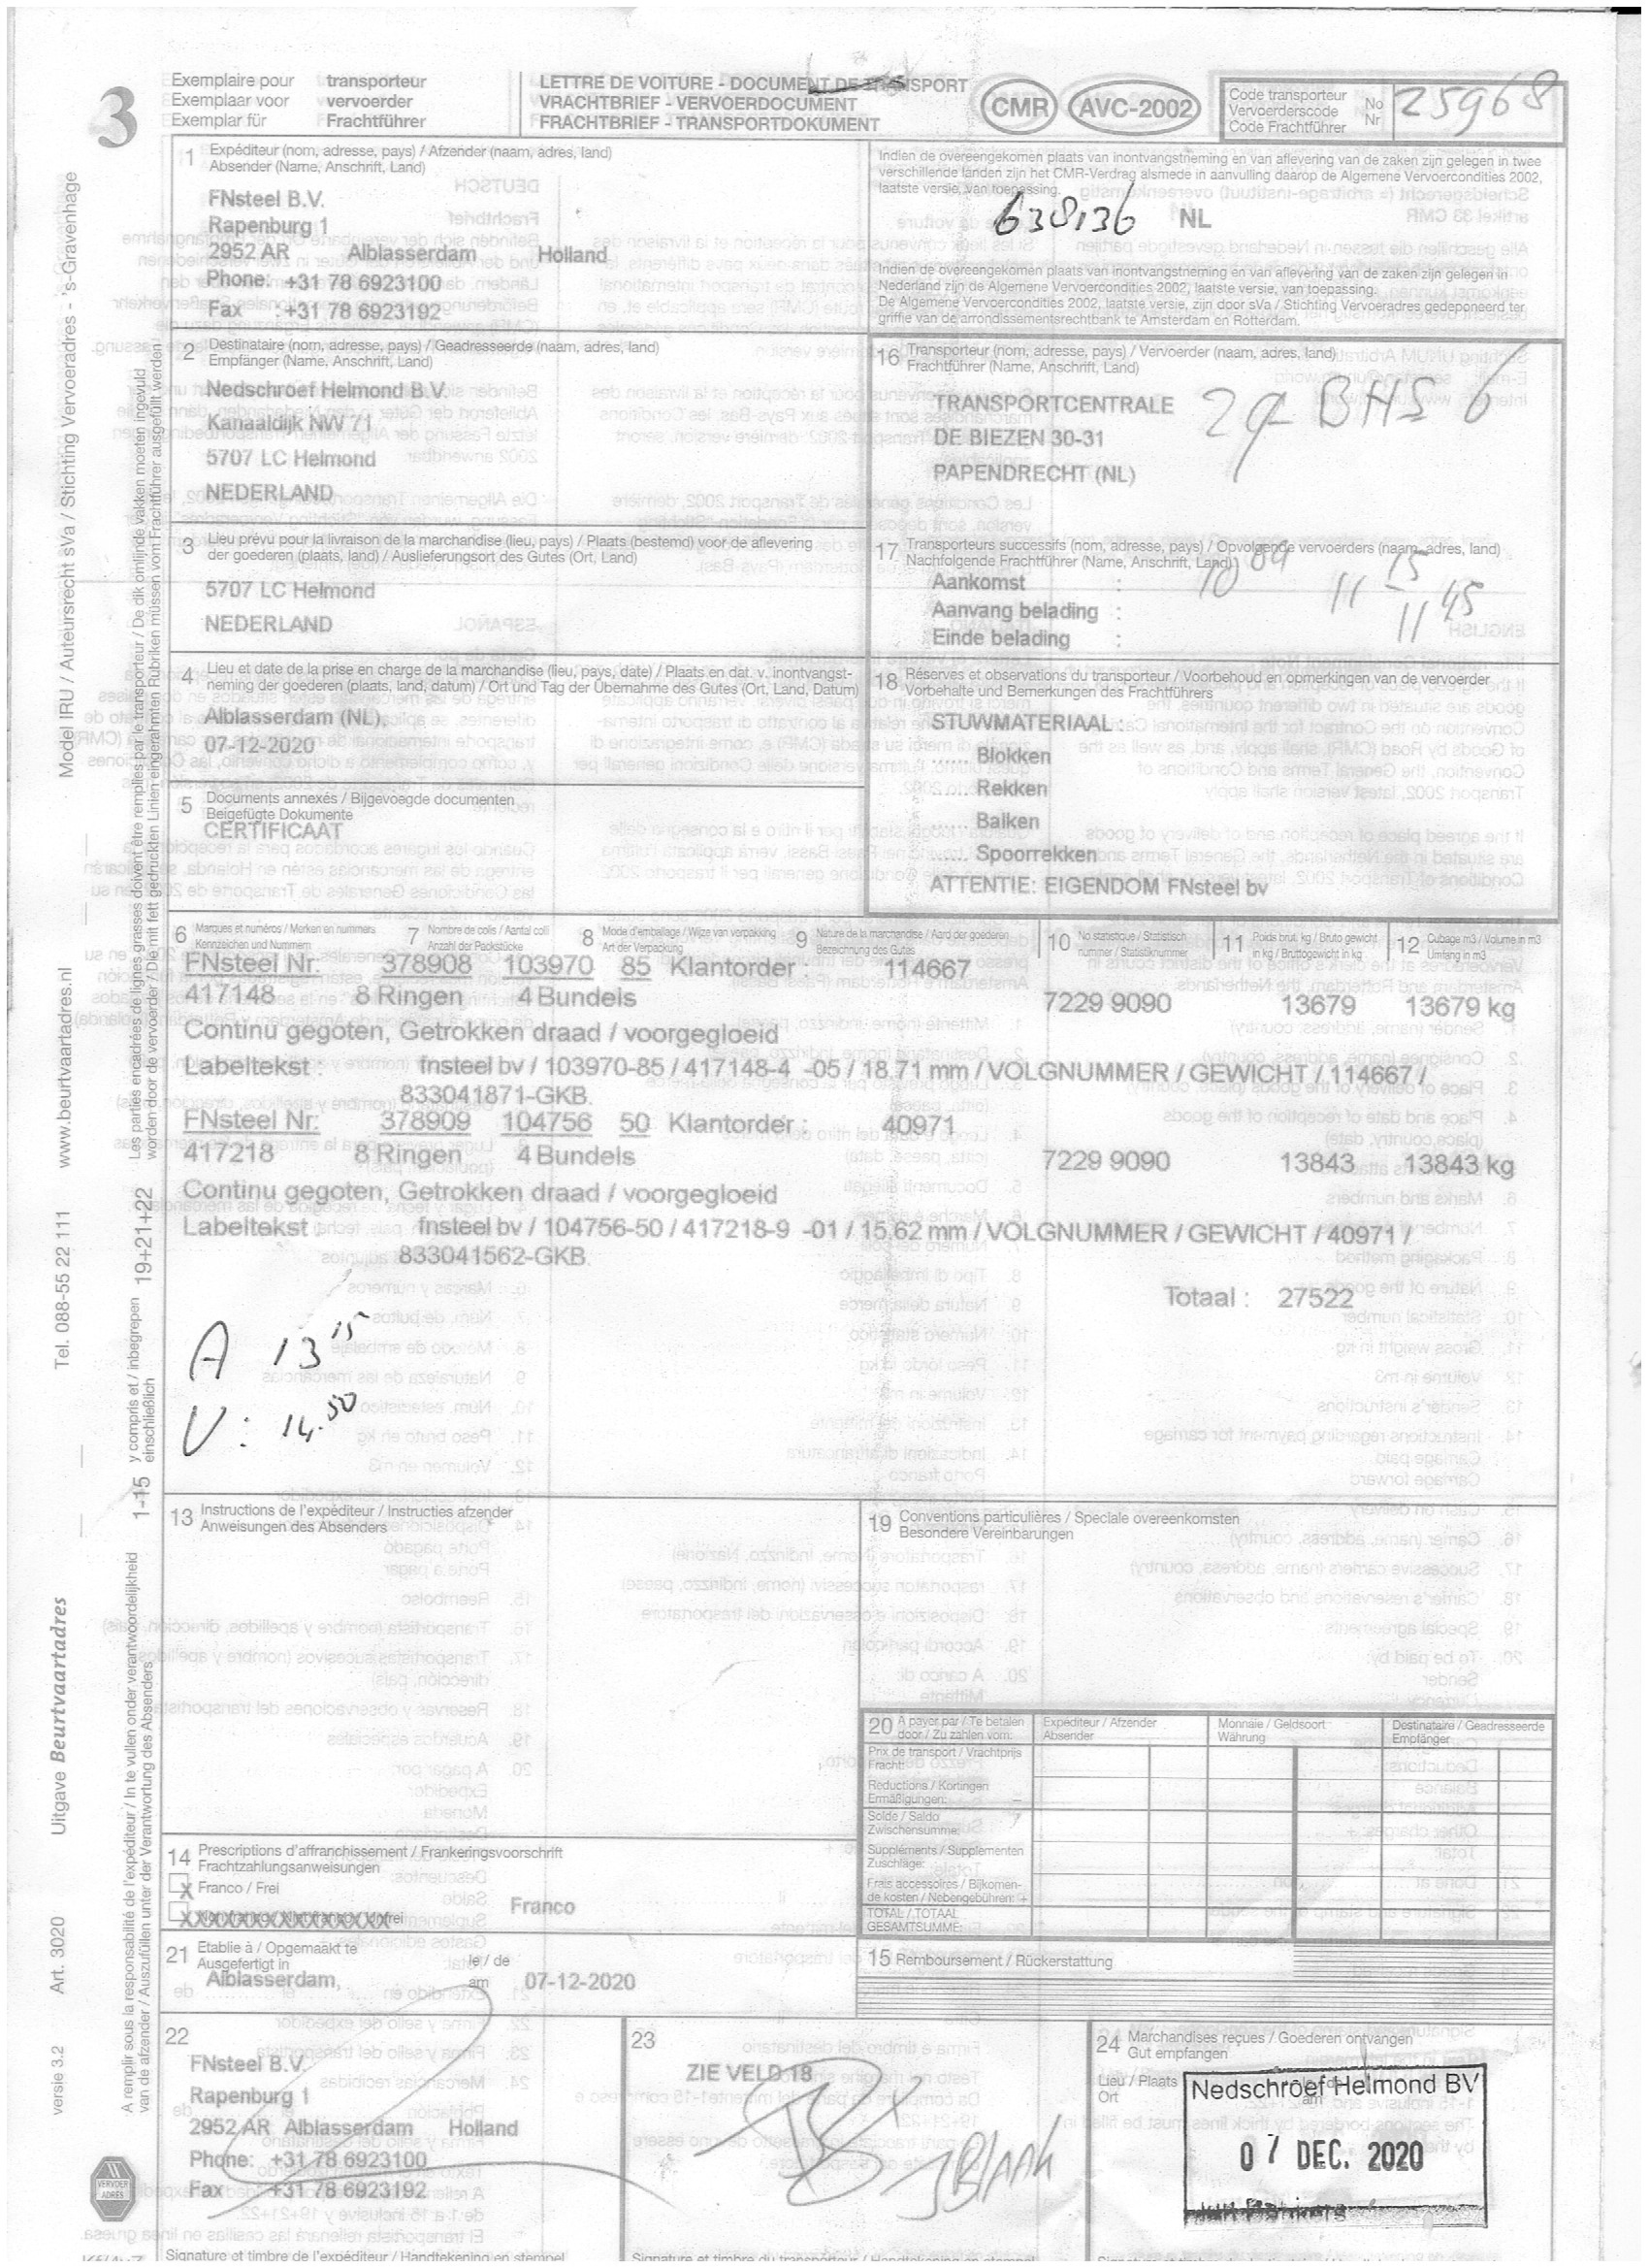 3
Exemplaire pour transporteur
Exemplaar voor vervoerder
Exemplar für Frachtführer
LETTRE DE VOITURE - DOCUMENT DE TRANSPORT
VRACHTBRIEF - VERVOERDOCUMENT
FRACHTBRIEF - TRANSPORTDOKUMENT
CMR AVC-2002
Code transporteur
Vervoerderscode
Code Frachtführer
No
Nr
25968
1 Expéditeur (nom, adresse, pays) / Afzender (naam, adres, land)
Absender (Name, Anschrift, Land)
FNsteel B.V.
Rapenburg 1
2952 AR Alblasserdam Holland
Phone: +31 78 6923100
Fax : +31 78 6923192
Indien de overeengekomen plaats van inontvangstneming en van aflevering van de zaken zijn gelegen in twee
verschillende landen zijn het CMR-Verdrag alsmede in aanvulling daarop de Algemene Vervoercondities 2002,
laatste versie, van toepassing.
638136 NL
Indien de overeengekomen plaats van inontvangstneming en van aflevering van de zaken zijn gelegen in
Nederland zijn de Algemene Vervoercondities 2002, laatste versie, van toepassing.
De Algemene Vervoercondities 2002, laatste versie, zijn door sVa / Stichting Vervoeradres gedeponeerd ter
griffie van de arrondissementsrechtbank te Amsterdam en Rotterdam.
2 Destinataire (nom, adresse, pays) / Geadresseerde (naam, adres, land)
Empfänger (Name, Anschrift, Land)
Nedschroef Helmond B.V.
Kanaaldijk NW 71
5707 LC Helmond
NEDERLAND
16 Transporteur (nom, adresse, pays) / Vervoerder (naam, adres, land)
Frachtführer (Name, Anschrift, Land)
TRANSPORTCENTRALE
DE BIEZEN 30-31
PAPENDRECHT (NL)
29-BHS 6
3 Lieu prévu pour la livraison de la marchandise (lieu, pays) / Plaats (bestemd) voor de aflevering
der goederen (plaats, land) / Auslieferungsort des Gutes (Ort, Land)
5707 LC Helmond
NEDERLAND
17 Transporteurs successifs (nom, adresse, pays) / Opvolgende vervoerders (naam, adres, land)
Nachfolgende Frachtführer (Name, Anschrift, Land)
Aankomst :
Aanvang belading :
Einde belading :
11 15
11 45
4 Lieu et date de la prise en charge de la marchandise (lieu, pays, date) / Plaats en dat. v. inontvangst-
neming der goederen (plaats, land, datum) / Ort und Tag der Übernahme des Gutes (Ort, Land, Datum)
Alblasserdam (NL),
07-12-2020
18 Réserves et observations du transporteur / Voorbehoud en opmerkingen van de vervoerder
Vorbehalte und Bemerkungen des Frachtführers
STUWMATERIAAL :
...... Blokken
...... Rekken
...... Balken
...... Spoorrekken
ATTENTIE: EIGENDOM FNsteel bv
5 Documents annexés / Bijgevoegde documenten
Beigefügte Dokumente
CERTIFICAAT
6 Marques et numéros / Merken en nummers
Kennzeichen und Nummern
7 Nombre de colis / Aantal colli
Anzahl der Packstücke
8 Mode d'emballage / Wijze van verpakking
Art der Verpackung
9 Nature de la marchandise / Aard der goederen
Bezeichnung des Gutes
10 No statistique / Statistisch
nummer / Statistiknummer
11 Poids brut, kg / Bruto gewicht
in kg / Bruttogewicht in kg
12 Cubage m3 / Volume in m3
Umfang in m3
FNsteel Nr: 378908 103970 85 Klantorder : 114667
417148 8 Ringen 4 Bundels 7229 9090 13679 13679 kg
Continu gegoten, Getrokken draad / voorgegloeid
Labeltekst : fnsteel bv / 103970-85 / 417148-4 -05 / 18.71 mm / VOLGNUMMER / GEWICHT / 114667 /
833041871-GKB.
FNsteel Nr: 378909 104756 50 Klantorder : 40971
417218 8 Ringen 4 Bundels 7229 9090 13843 13843 kg
Continu gegoten, Getrokken draad / voorgegloeid
Labeltekst : fnsteel bv / 104756-50 / 417218-9 -01 / 15.62 mm / VOLGNUMMER / GEWICHT / 40971 /
833041562-GKB.
Totaal : 27522
A 13 15
V: 14.50
13 Instructions de l'expéditeur / Instructies afzender
Anweisungen des Absenders
19 Conventions particulières / Speciale overeenkomsten
Besondere Vereinbarungen
20 A payer par / Te betalen
door / Zu zahlen vom:
Expéditeur / Afzender
Absender
Monnaie / Geldsoort
Währung
Destinataire / Geadresseerde
Empfänger
Prix de transport / Vrachtprijs
Fracht:
Reductions / Kortingen
Ermäßigungen: –
Solde / Saldo
Zwischensumme:
Suppléments / Supplementen
Zuschläge:
Frais accessoires / Bijkomen-
de kosten / Nebengebühren: +
TOTAL / TOTAAL
GESAMTSUMME:
14 Prescriptions d'affranchissement / Frankeringsvoorschrift
Frachtzahlungsanweisungen
X Franco / Frei
Franco
21 Etablie à / Opgemaakt te
Ausgefertigt in
Alblasserdam,
le / de
am 07-12-2020
15 Remboursement / Rückerstattung
22
FNsteel B.V.
Rapenburg 1
2952 AR Alblasserdam Holland
Phone: +31 78 6923100
Fax +31 78 6923192
23
ZIE VELD 18
JBlaak
24 Marchandises reçues / Goederen ontvangen
Gut empfangen
Lieu / Plaats
Ort
am
Nedschroef Helmond BV
07 DEC. 2020
Signature et timbre de l'expéditeur / Handtekening en stempel
Model IRU / Auteursrecht sVa / Stichting Vervoeradres - 's-Gravenhage
www.beurtvaartadres.nl
Tel. 088-55 22 111
Uitgave Beurtvaartadres
Art. 3020
versie 3.2
Les parties encadrées de lignes grasses doivent être remplies par le transporteur / De dik omlijnde vakken moeten ingevuld
worden door de vervoerder / Die mit fett gedruckten Linien eingerahmten Rubriken müssen vom Frachtführer ausgefüllt werden
1-15 y compris et / inbegrepen 19+21+22
einschließlich
A remplir sous la responsabilité de l'expéditeur / In te vullen onder verantwoordelijkheid
van de afzender / Auszufüllen unter der Verantwortung des Absenders
VERVOER
ADRES